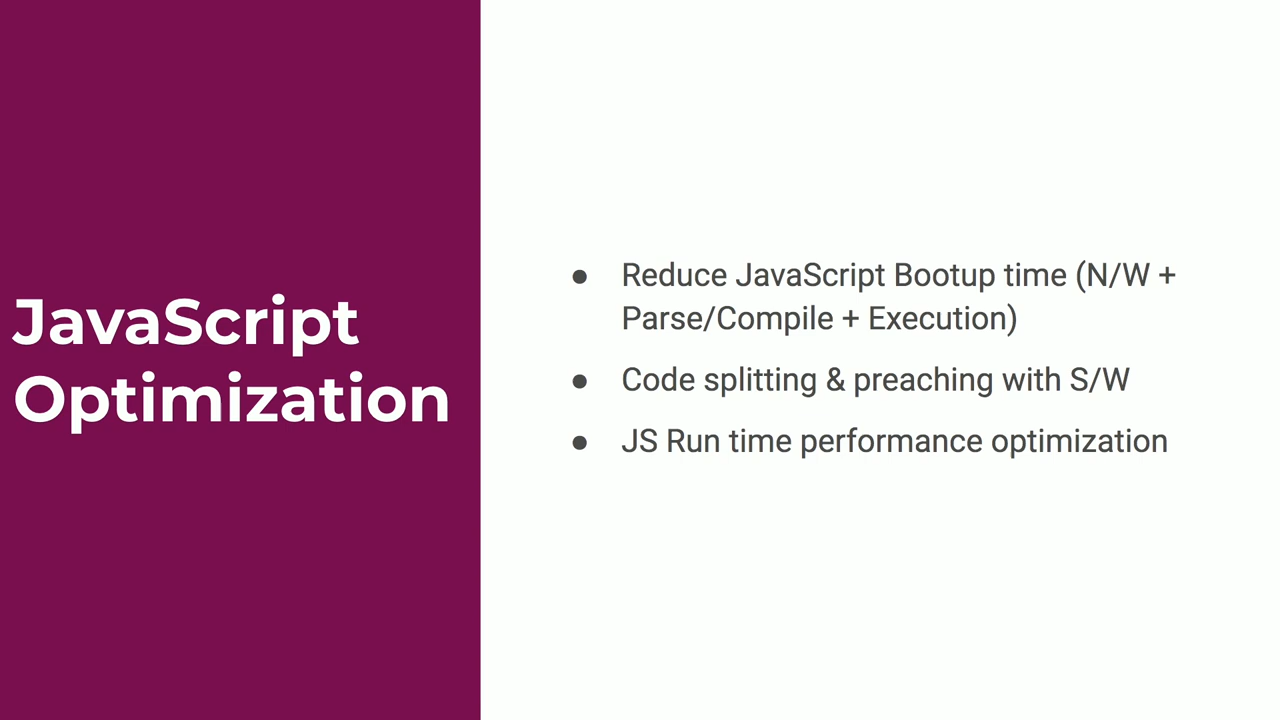 JavaScript
Optimization
● Reduce JavaScript Bootup time (N/W +
Parse/Compile + Execution)
● Code splitting & preaching with S/W
● JS Run time performance optimization